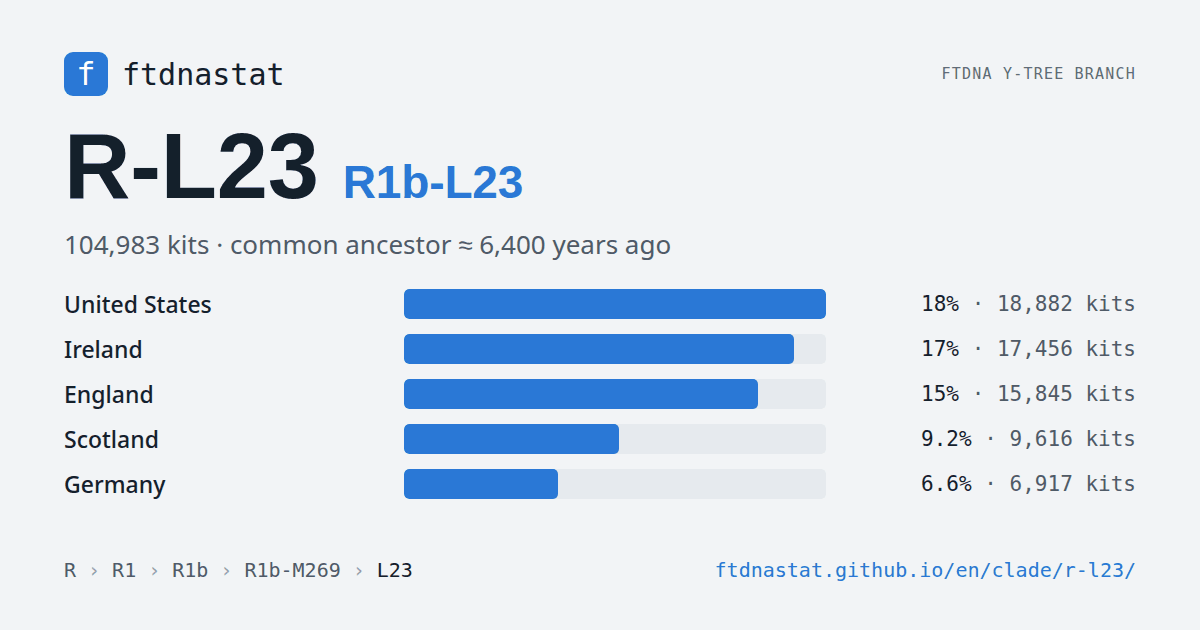 f ftdnastat
FTDNA Y-TREE BRANCH
R-L23 R1b-L23
104,983 kits · common ancestor ≈ 6,400 years ago
United States 18% · 18,882 kits
Ireland 17% · 17,456 kits
England 15% · 15,845 kits
Scotland 9.2% · 9,616 kits
Germany 6.6% · 6,917 kits
R › R1 › R1b › R1b-M269 › L23
ftdnastat.github.io/en/clade/r-l23/